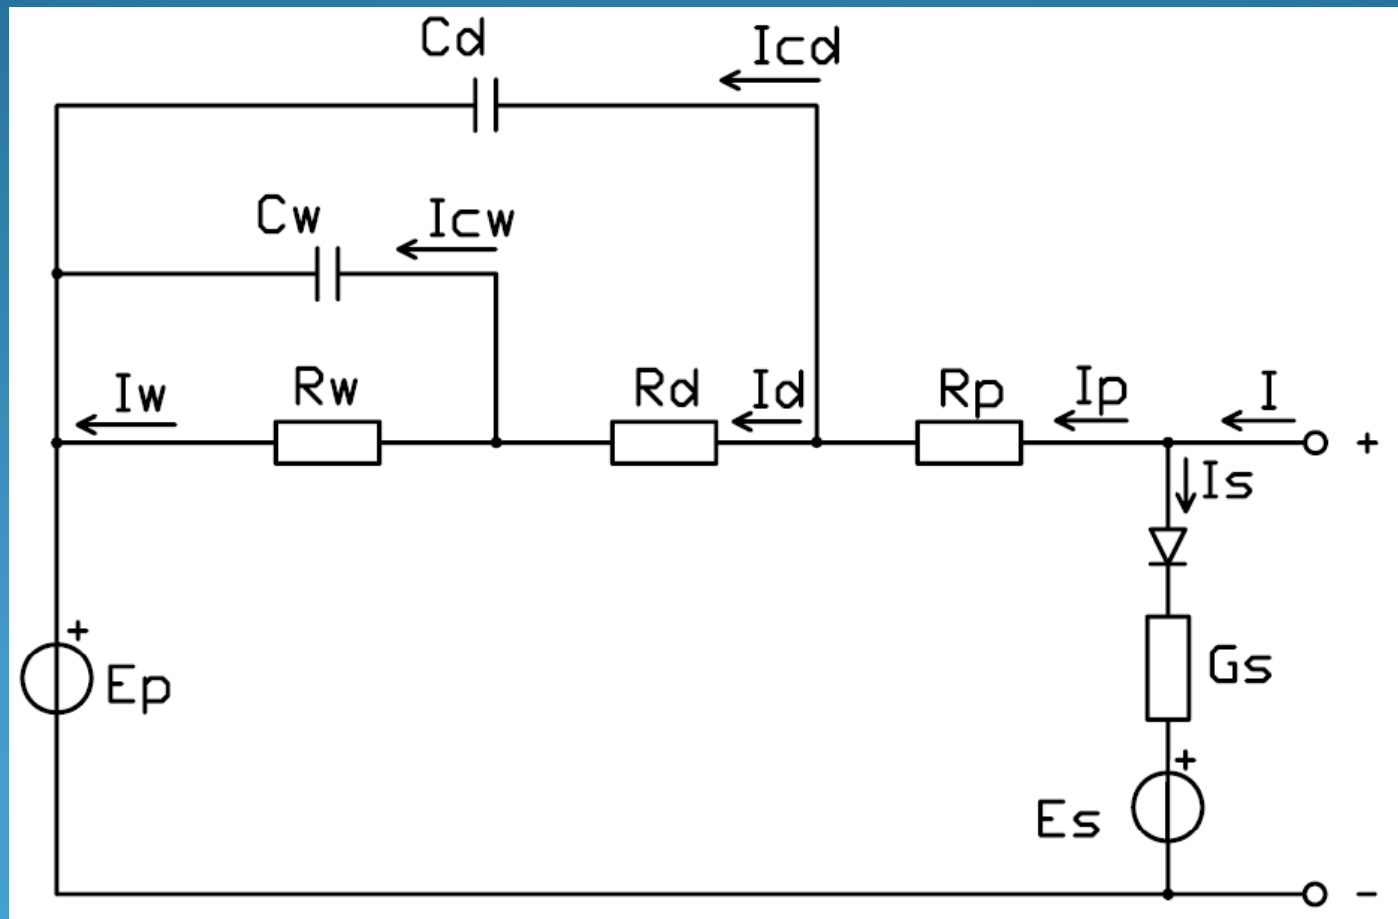 Cd
Icd
Cw
Icw
Iw
Rw
Rd
Id
Rp
Ip
I
+
Is
+
Ep
Gs
+
Es
-